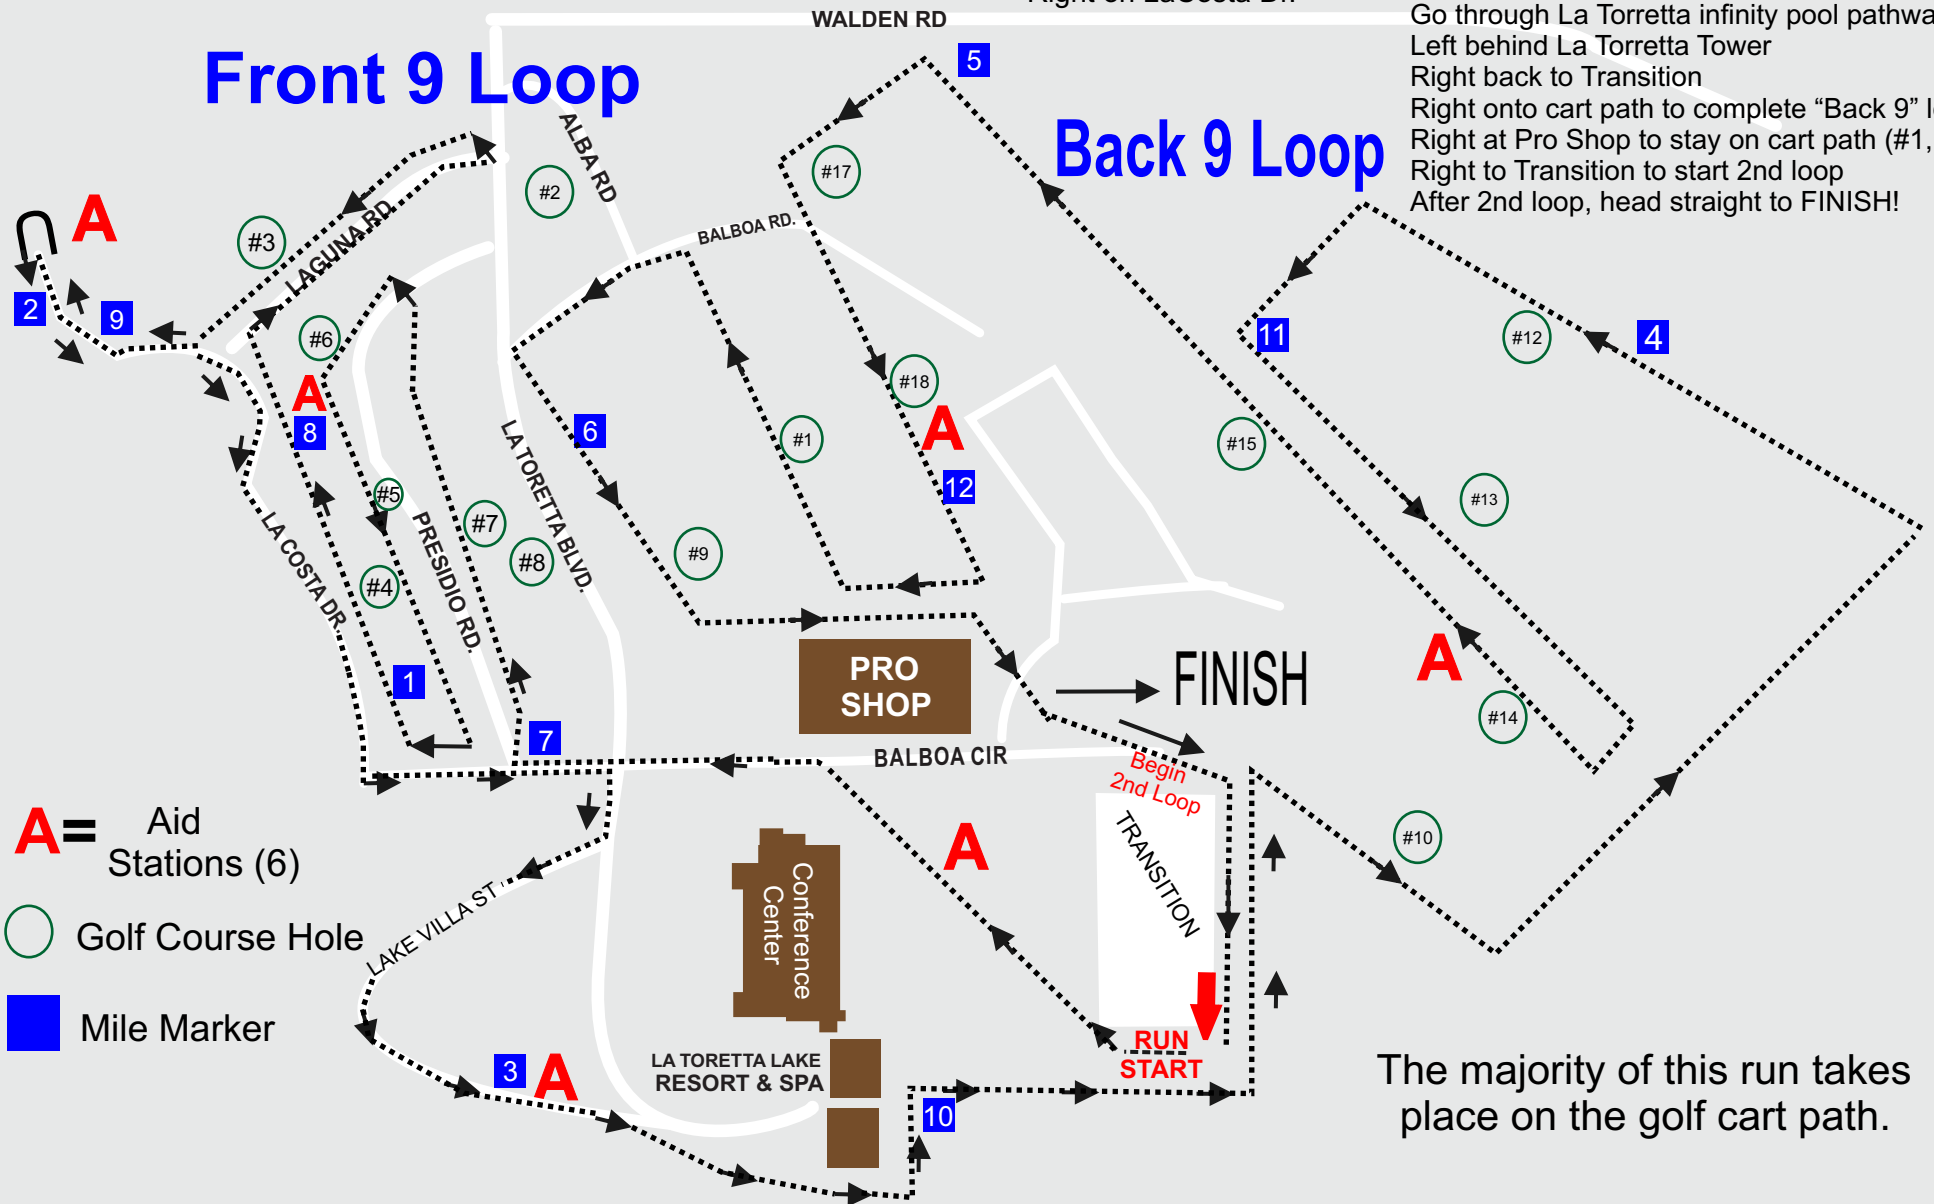 Right on LaCosta Dr.
WALDEN RD
Go through La Torretta infinity pool pathwa
Left behind La Torretta Tower
Right back to Transition
Right onto cart path to complete “Back 9” l
Right at Pro Shop to stay on cart path (#1,
Right to Transition to start 2nd loop
After 2nd loop, head straight to FINISH!
Front 9 Loop
Back 9 Loop
5
ALBA RD
#17
#2
A
#3
LAGUNA RD
BALBOA RD.
2
9
#6
11
#12
4
A
8
#18
A
6
#1
#15
12
#5
#13
LA TORETTA BLVD.
PRESIDIO RD.
#7
#8
#9
LA COSTA DR.
#4
1
PRO
SHOP
FINISH
A
#14
7
BALBOA CIR
Begin
2nd Loop
TRANSITION
A
#10
A= Aid
Stations (6)
Golf Course Hole
Mile Marker
LAKE VILLA ST
Conference
Center
RUN
START
LA TORETTA LAKE
RESORT & SPA
3
A
10
The majority of this run takes
place on the golf cart path.